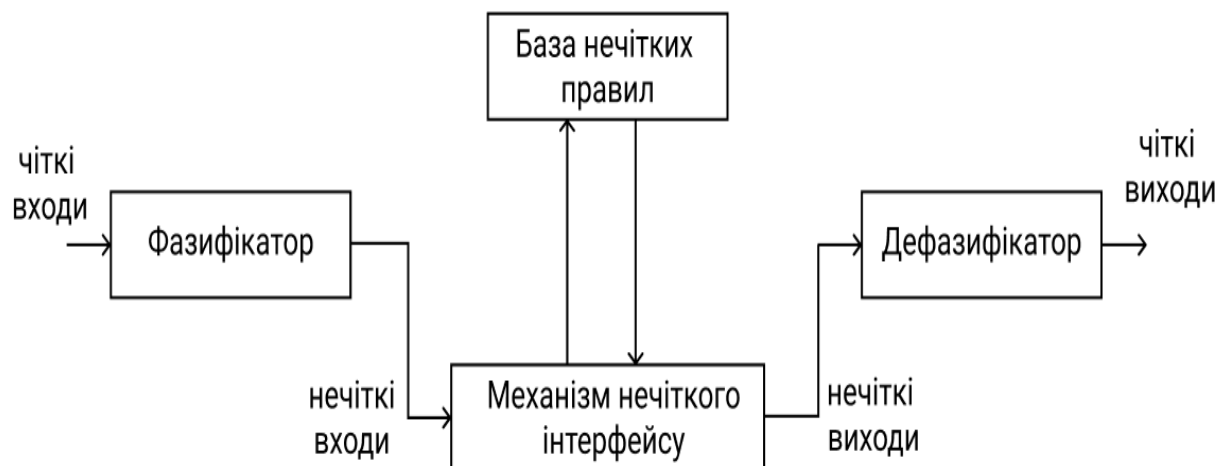 База нечітких
правил
чіткі
входи
Фазифікатор
чіткі
виходи
Дефазифікатор
нечіткі
входи
Механізм нечіткого
інтерфейсу
нечіткі
виходи